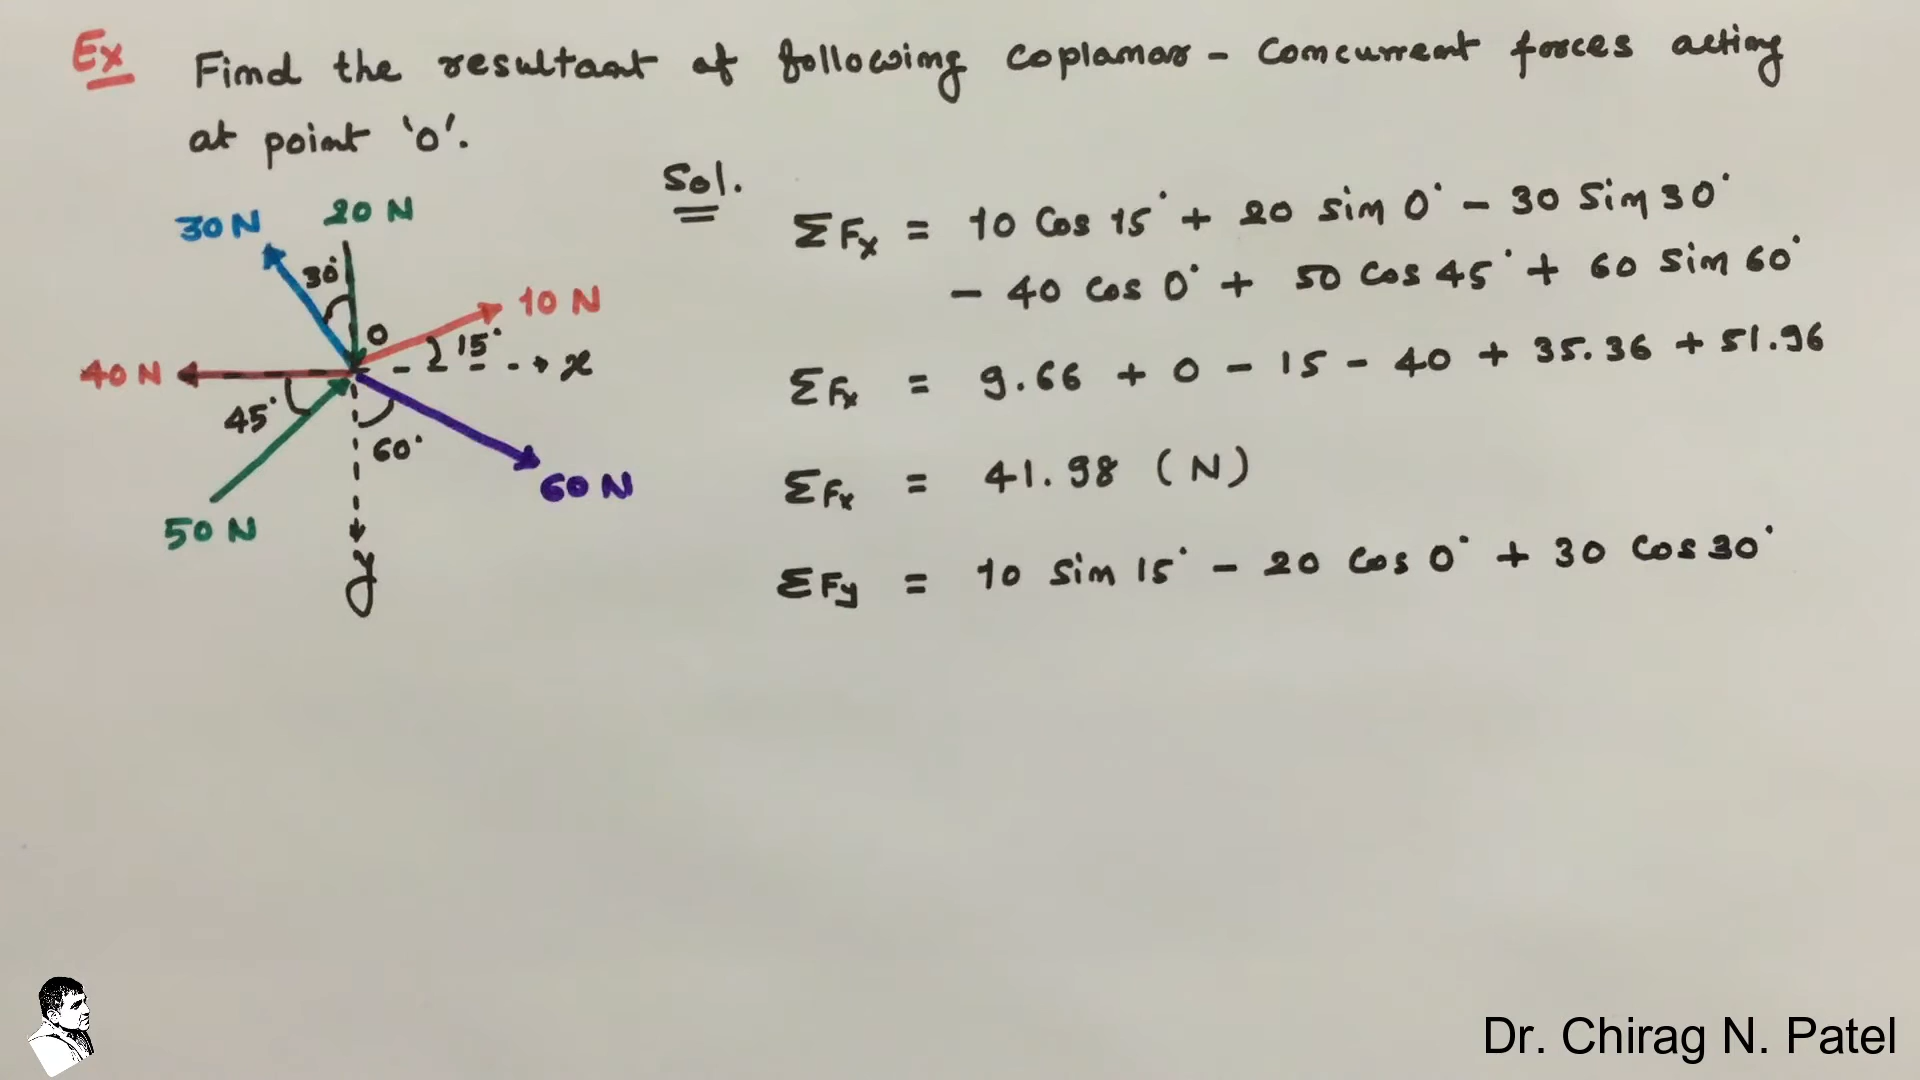 Ex Find the resultant of following coplanar - concurrent forces acting
at point 'o'.
Sol.
30 N
20 N
30°
10 N
O
15°
x
40 N
45°
60°
60 N
50 N
y
ΣFx = 10 Cos 15° + 20 sin 0° - 30 Sin 30°
- 40 cos 0° + 50 cos 45° + 60 sin 60°
ΣFx = 9.66 + 0 - 15 - 40 + 35.36 + 51.96
ΣFx = 41.98 (N)
ΣFy = 10 sin 15° - 20 cos 0° + 30 cos 30°
Dr. Chirag N. Patel